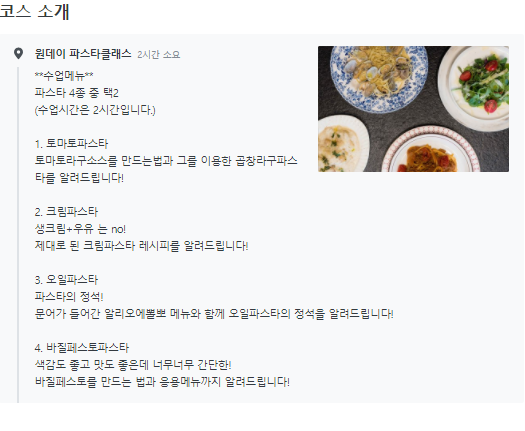 코스 소개
원데이 파스타클래스 2시간 소요
**수업메뉴**
파스타 4종 중 택2
(수업시간은 2시간입니다.)
1. 토마토파스타
토마토라구소스를 만드는법과 그를 이용한 곱창라구파스
타를 알려드립니다!
2. 크림파스타
생크림+우유 는 no!
제대로 된 크림파스타 레시피를 알려드립니다!
3. 오일파스타
파스타의 정석!
문어가 들어간 알리오에뽈뽀 메뉴와 함께 오일파스타의 정석을 알려드립니다!
4. 바질페스토파스타
색감도 좋고 맛도 좋은데 너무너무 간단한!
바질페스토를 만드는 법과 응용메뉴까지 알려드립니다!